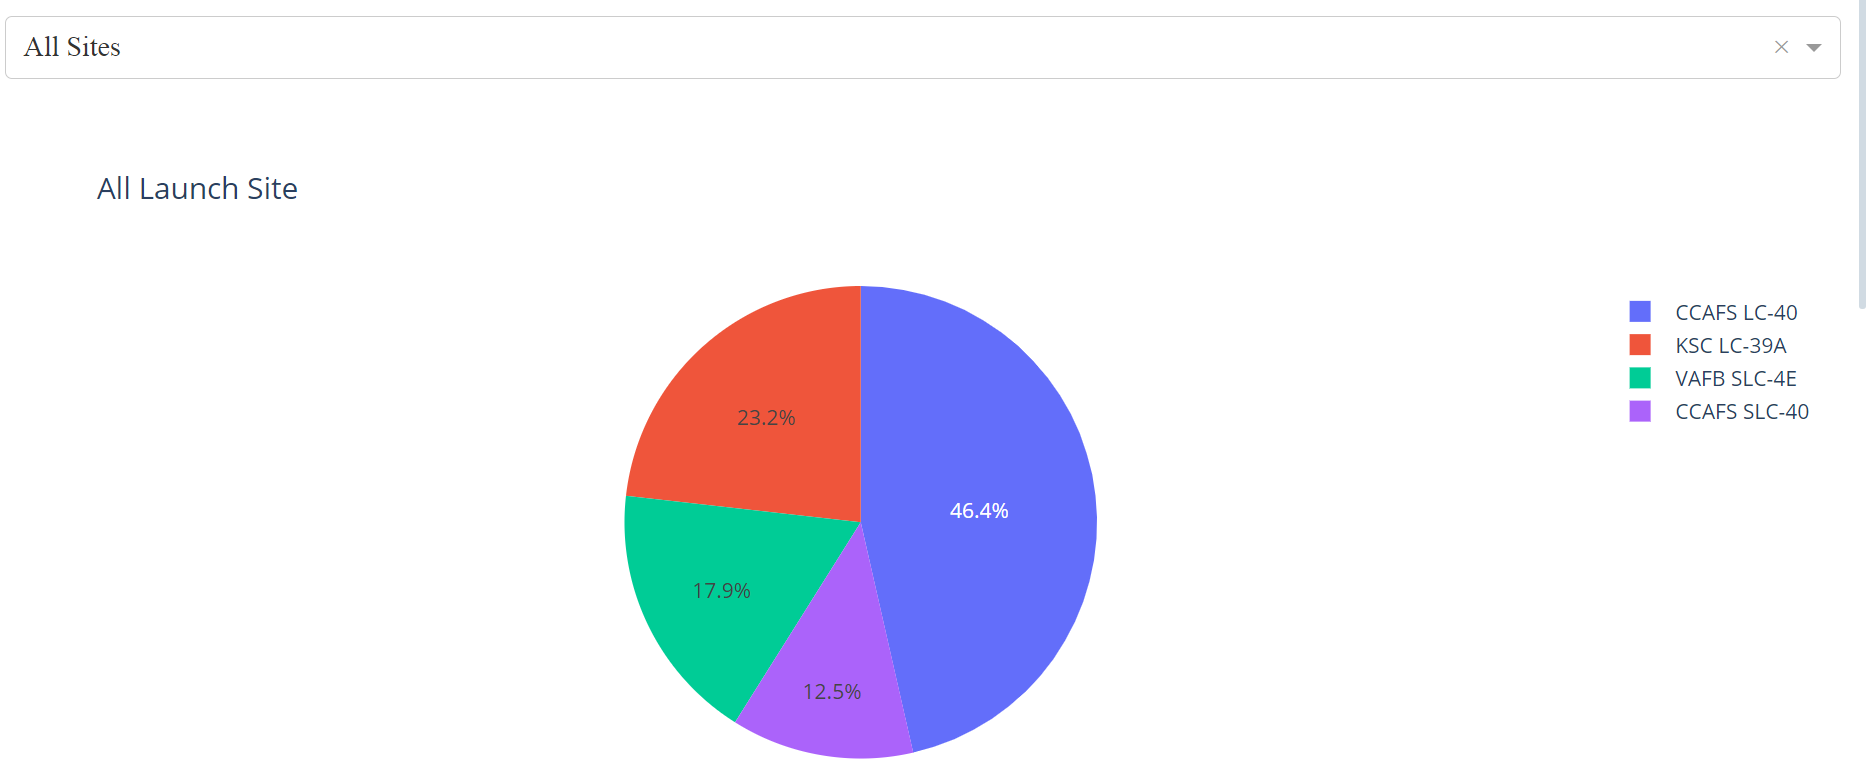 All Sites
All Launch Site
CCAFS LC-40
KSC LC-39A
VAFB SLC-4E
CCAFS SLC-40
23.2%
46.4%
17.9%
12.5%